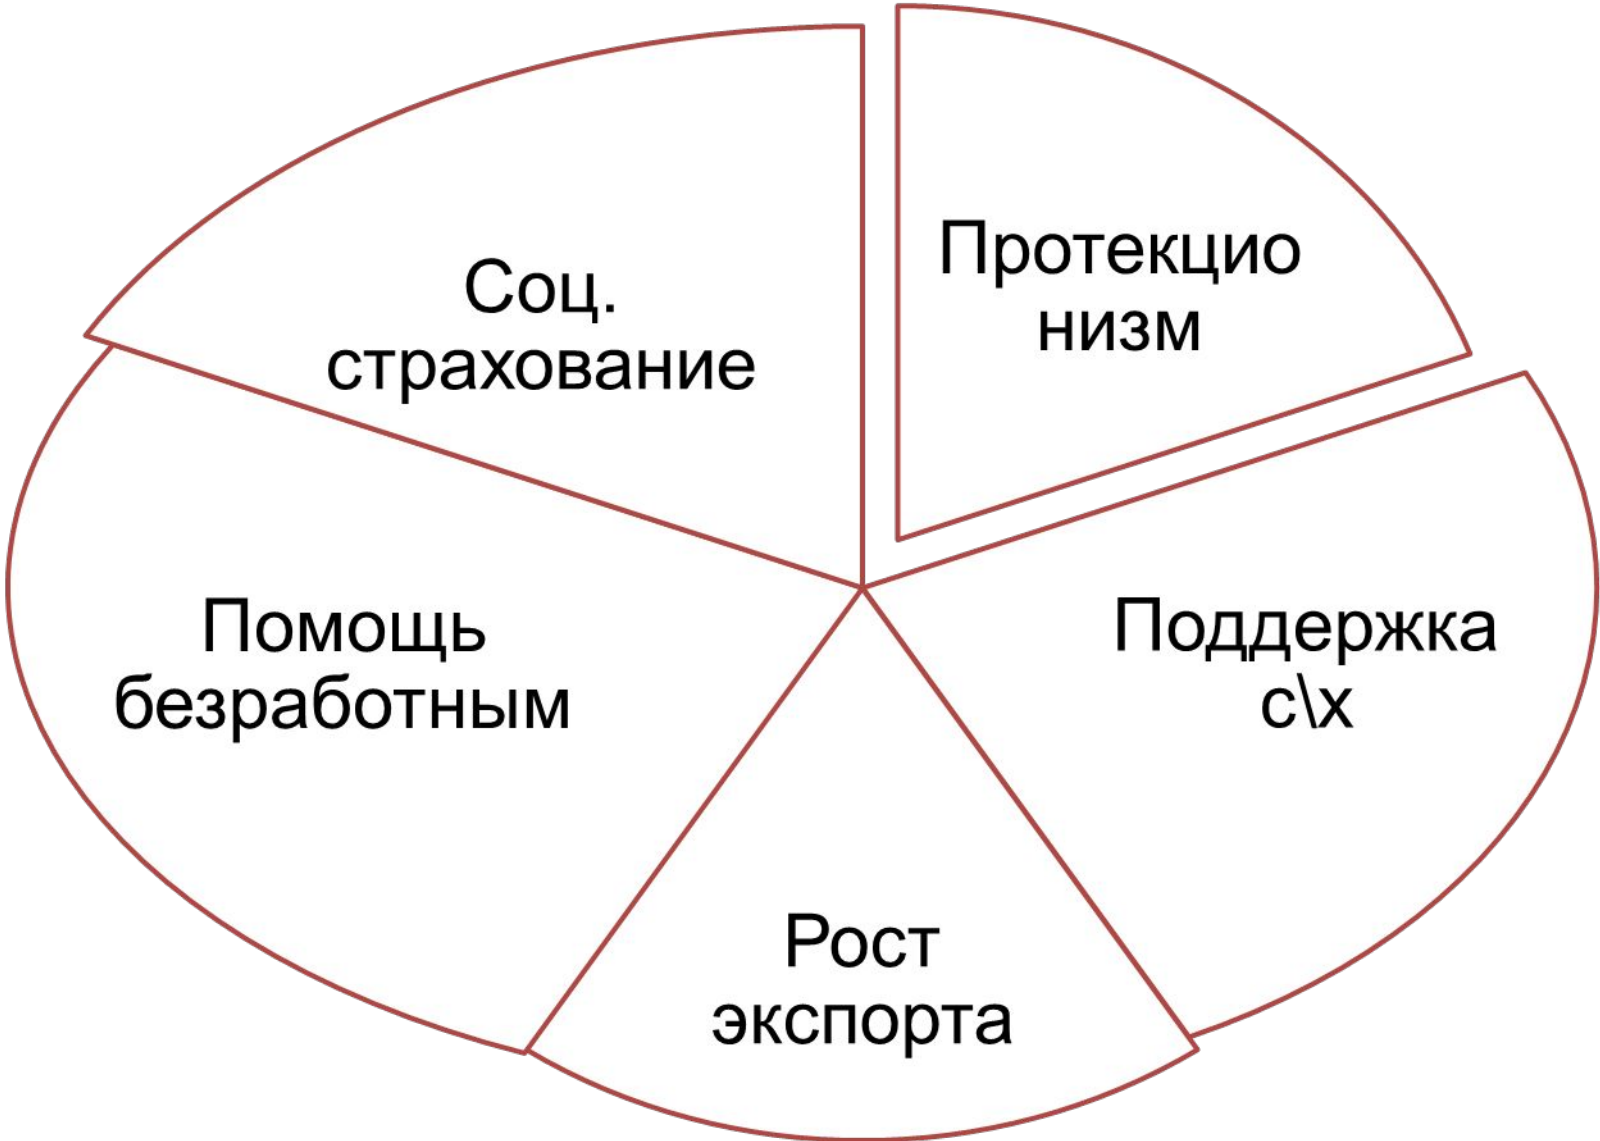 Соц.
страхование
Протекцио
низм
Помощь
безработным
Поддержка
с\х
Рост
экспорта